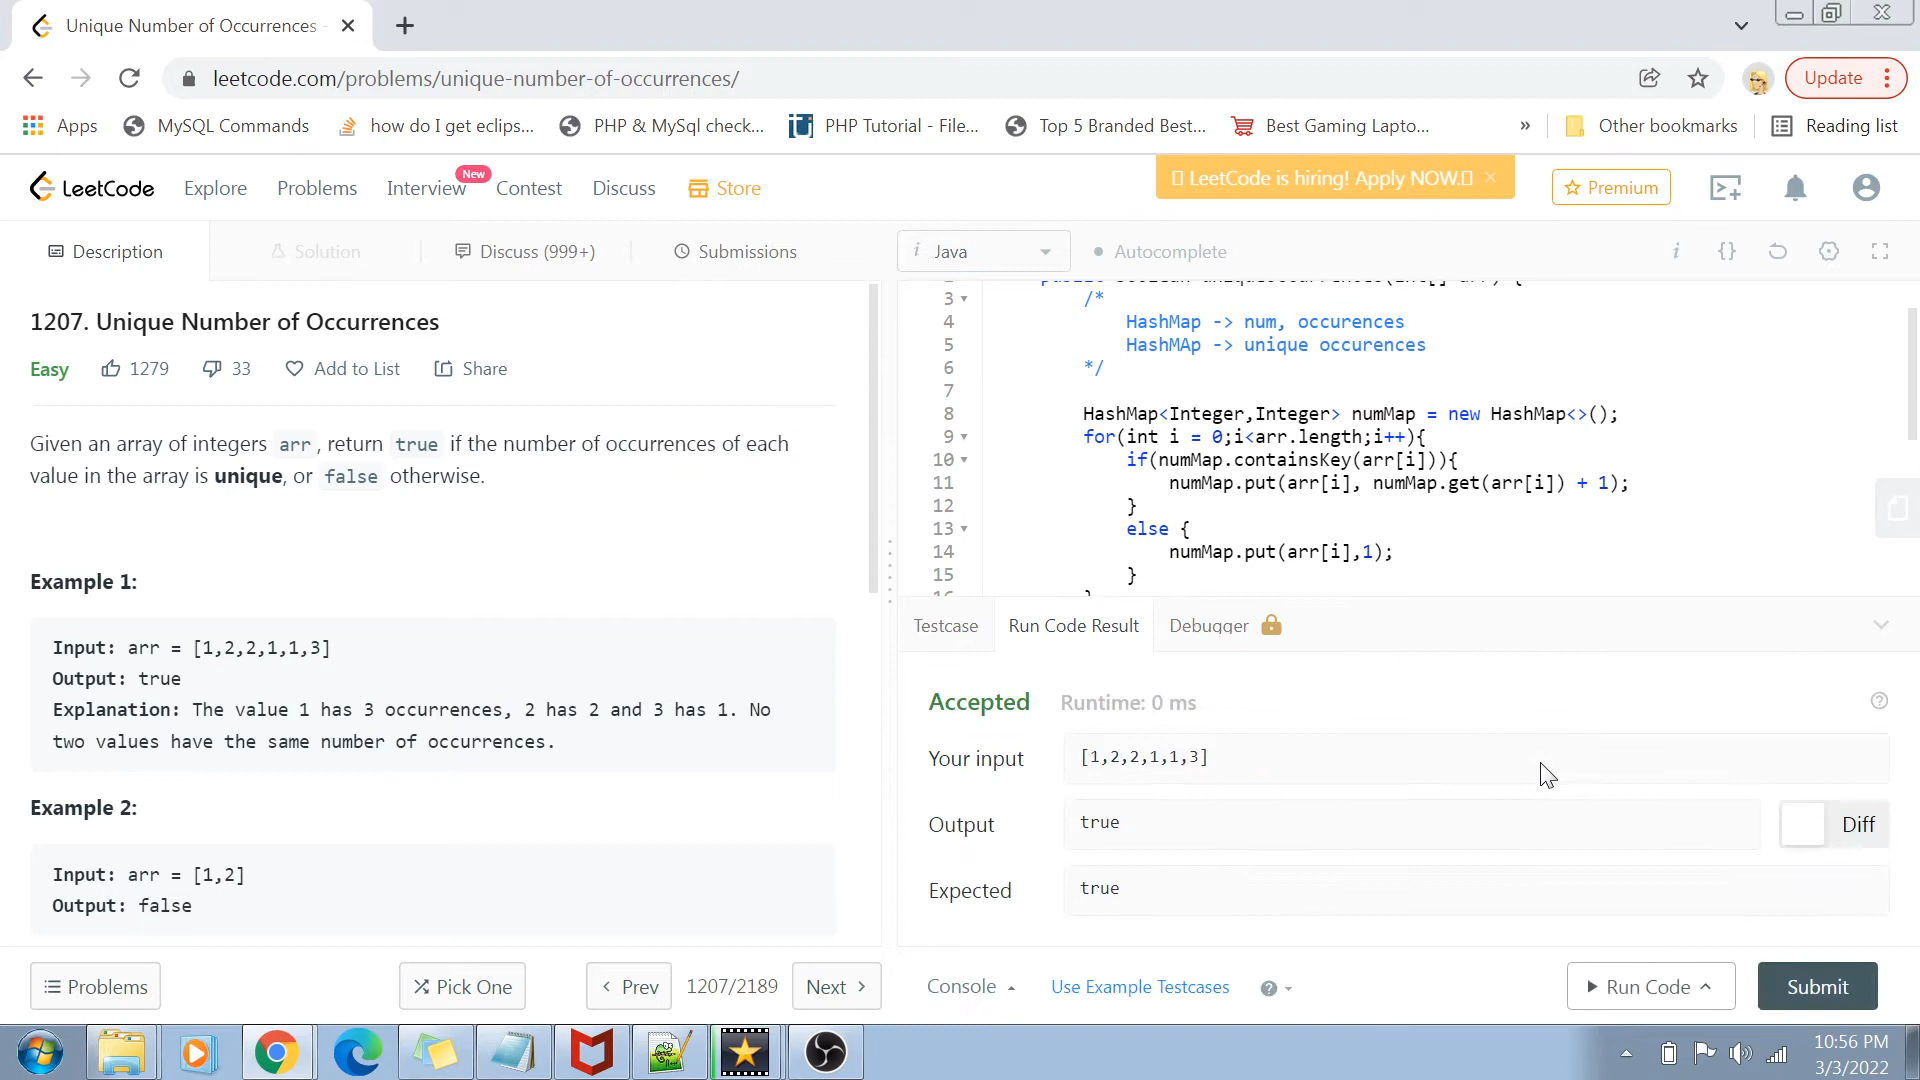 Unique Number of Occurrences -
leetcode.com/problems/unique-number-of-occurrences/
Update
Apps
MySQL Commands
how do I get eclips...
PHP & MySql check...
PHP Tutorial - File...
Top 5 Branded Best...
Best Gaming Lapto...
»
Other bookmarks
Reading list
LeetCode
Explore
Problems
Interview
New
Contest
Discuss
Store
LeetCode is hiring! Apply NOW.
Premium
Description
Solution
Discuss (999+)
Submissions
i Java
Autocomplete
1207. Unique Number of Occurrences
Easy
1279
33
Add to List
Share
Given an array of integers arr, return true if the number of occurrences of each
value in the array is unique, or false otherwise.
Example 1:
Input: arr = [1,2,2,1,1,3]
Output: true
Explanation: The value 1 has 3 occurrences, 2 has 2 and 3 has 1. No
two values have the same number of occurrences.
Example 2:
Input: arr = [1,2]
Output: false
3 /*
4 HashMap -> num, occurences
5 HashMAp -> unique occurences
6 */
7
8 HashMap<Integer,Integer> numMap = new HashMap<>();
9 for(int i = 0;i<arr.length;i++){
10 if(numMap.containsKey(arr[i])){
11 numMap.put(arr[i], numMap.get(arr[i]) + 1);
12 }
13 else {
14 numMap.put(arr[i],1);
15 }
Testcase
Run Code Result
Debugger
Accepted
Runtime: 0 ms
Your input
[1,2,2,1,1,3]
Output
true
Diff
Expected
true
Problems
Pick One
Prev
1207/2189
Next
Console
Use Example Testcases
Run Code
Submit
10:56 PM
3/3/2022